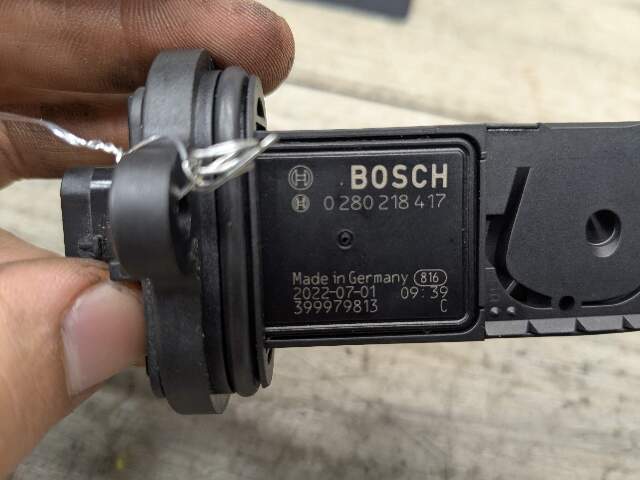 BOSCH
0 280 218 417
Made in Germany 816
2022-07-01 09:39
399979813 C